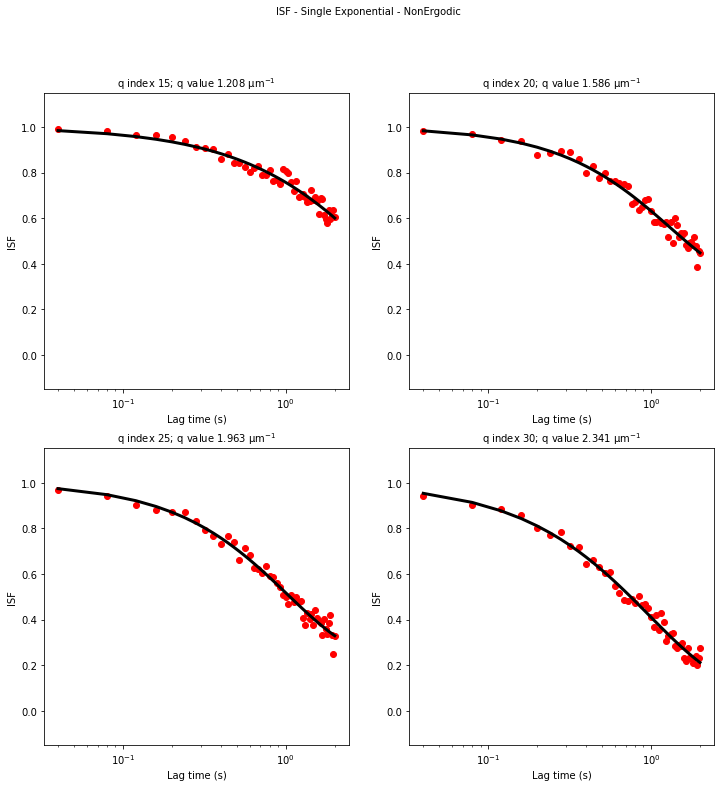 ISF - Single Exponential - NonErgodic
q index 15; q value 1.208 μm⁻¹
q index 20; q value 1.586 μm⁻¹
ISF
1.0
0.8
0.6
0.4
0.2
0.0
10⁻¹
10⁰
Lag time (s)
ISF
1.0
0.8
0.6
0.4
0.2
0.0
10⁻¹
10⁰
Lag time (s)
q index 25; q value 1.963 μm⁻¹
q index 30; q value 2.341 μm⁻¹
ISF
1.0
0.8
0.6
0.4
0.2
0.0
10⁻¹
10⁰
Lag time (s)
ISF
1.0
0.8
0.6
0.4
0.2
0.0
10⁻¹
10⁰
Lag time (s)